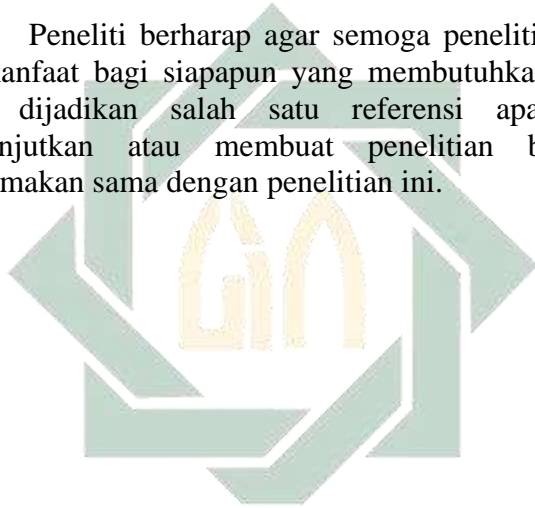 Peneliti berharap agar semoga peneliti
anfaat bagi siapapun yang membutuhka
dijadikan salah satu referensi apa
njutkan atau membuat penelitian b
makan sama dengan penelitian ini.